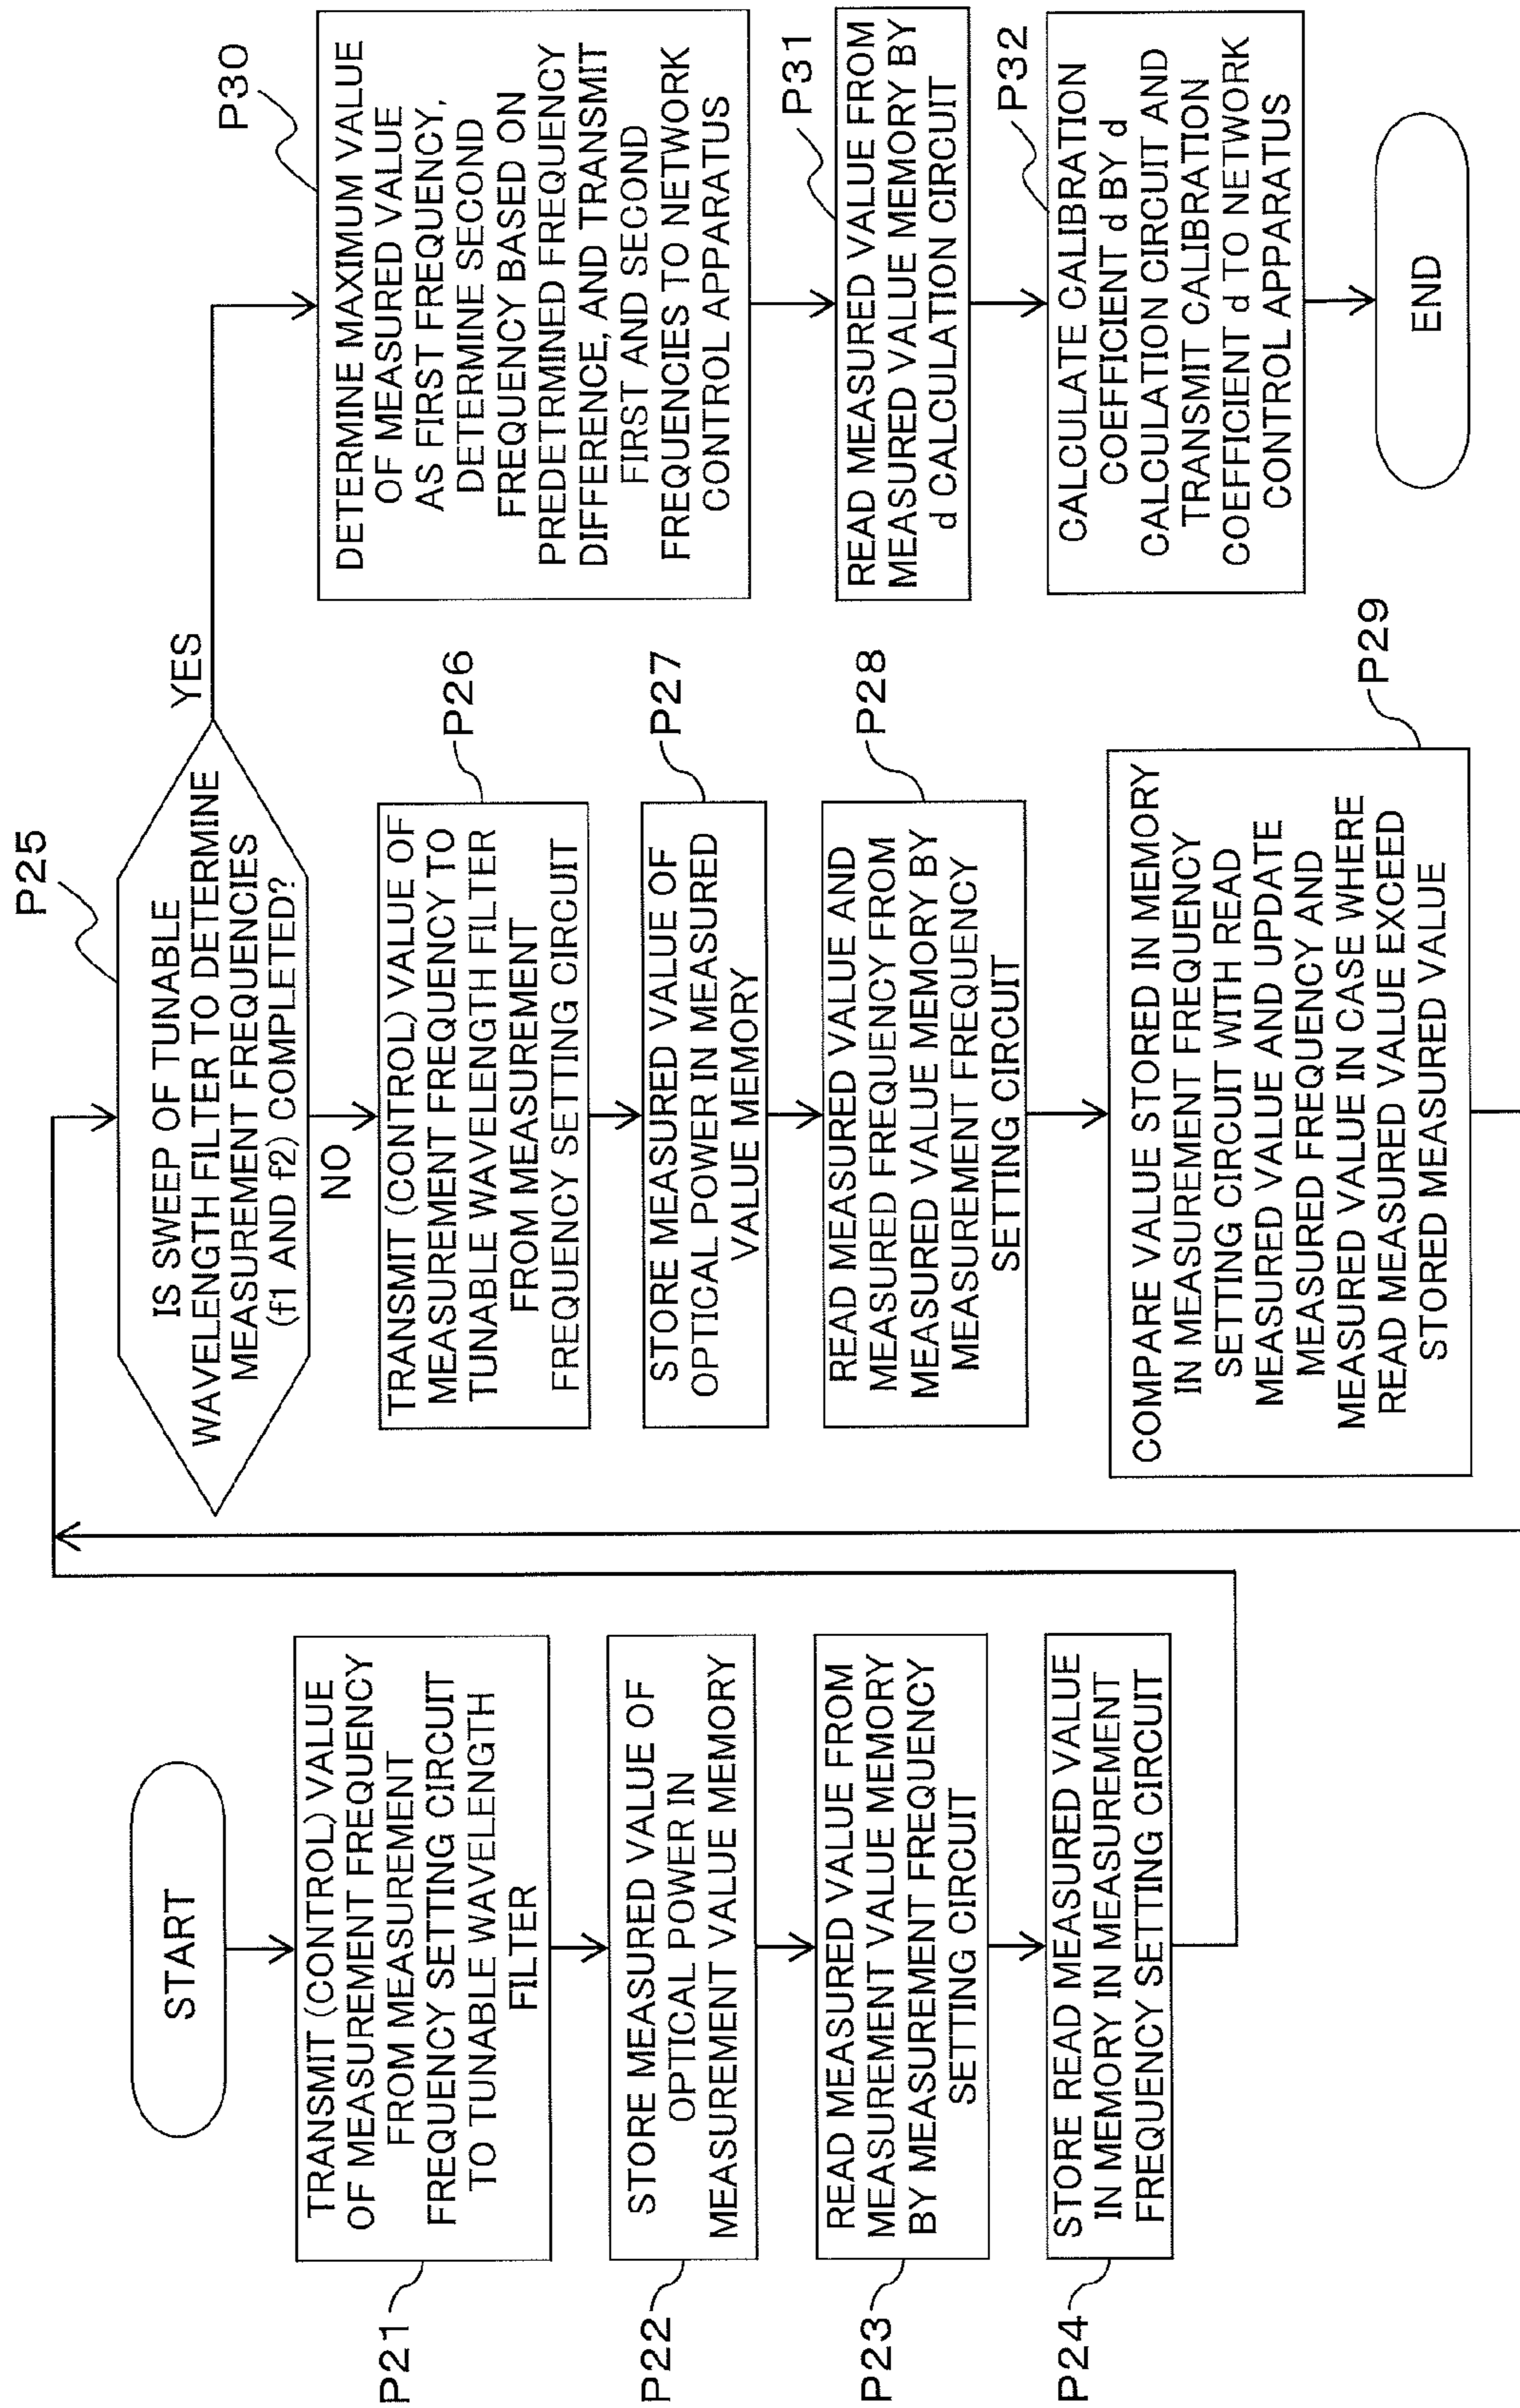 START
P21
TRANSMIT (CONTROL) VALUE
OF MEASUREMENT FREQUENCY
FROM MEASUREMENT
FREQUENCY SETTING CIRCUIT
TO TUNABLE WAVELENGTH
FILTER
P22
STORE MEASURED VALUE OF
OPTICAL POWER IN
MEASUREMENT VALUE MEMORY
P23
READ MEASURED VALUE FROM
MEASUREMENT VALUE MEMORY
BY MEASUREMENT FREQUENCY
SETTING CIRCUIT
P24
STORE READ MEASURED VALUE
IN MEMORY IN MEASUREMENT
FREQUENCY SETTING CIRCUIT
P25
IS SWEEP OF TUNABLE
WAVELENGTH FILTER TO DETERMINE
MEASUREMENT FREQUENCIES
(f1 AND f2) COMPLETED?
YES
NO
P26
TRANSMIT (CONTROL) VALUE OF
MEASUREMENT FREQUENCY TO
TUNABLE WAVELENGTH FILTER
FROM MEASUREMENT
FREQUENCY SETTING CIRCUIT
P27
STORE MEASURED VALUE OF
OPTICAL POWER IN MEASURED
VALUE MEMORY
P28
READ MEASURED VALUE AND
MEASURED FREQUENCY FROM
MEASURED VALUE MEMORY BY
MEASUREMENT FREQUENCY
SETTING CIRCUIT
P29
COMPARE VALUE STORED IN MEMORY
IN MEASUREMENT FREQUENCY
SETTING CIRCUIT WITH READ
MEASURED VALUE AND UPDATE
MEASURED FREQUENCY AND
MEASURED VALUE IN CASE WHERE
READ MEASURED VALUE EXCEED
STORED MEASURED VALUE
P30
DETERMINE MAXIMUM VALUE
OF MEASURED VALUE
AS FIRST FREQUENCY,
DETERMINE SECOND
FREQUENCY BASED ON
PREDETRMINED FREQUENCY
DIFFERENCE, AND TRANSMIT
FIRST AND SECOND
FREQUENCIES TO NETWORK
CONTROL APPARATUS
P31
READ MEASURED VALUE FROM
MEASURED VALUE MEMORY BY
d CALCULATION CIRCUIT
P32
CALCULATE CALIBRATION
COEFFICIENT d BY d
CALCULATION CIRCUIT AND
TRANSMIT CALIBRATION
COEFFICIENT d TO NETWORK
CONTROL APPARATUS
END